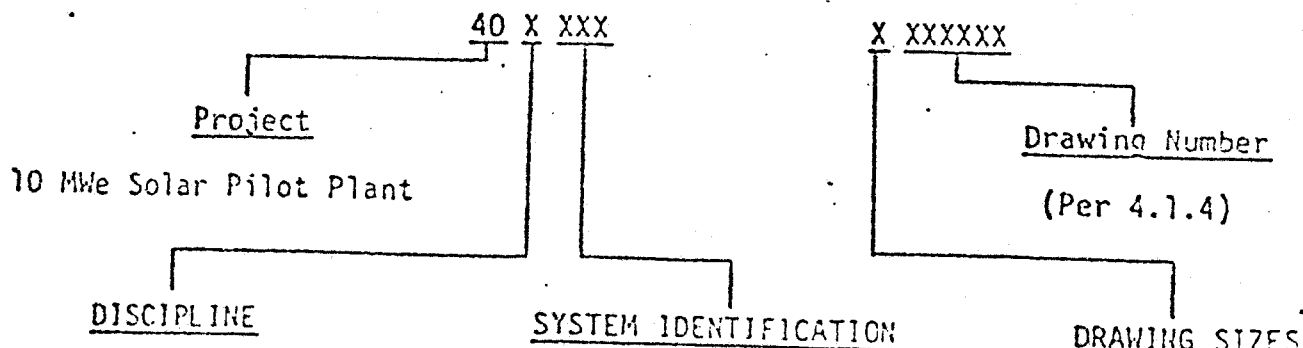 40 X XXX X XXXXXX
Project
Drawing Number
10 MWe Solar Pilot Plant
(Per 4.1.4)
DISCIPLINE SYSTEM IDENTIFICATION DRAWING SIZES